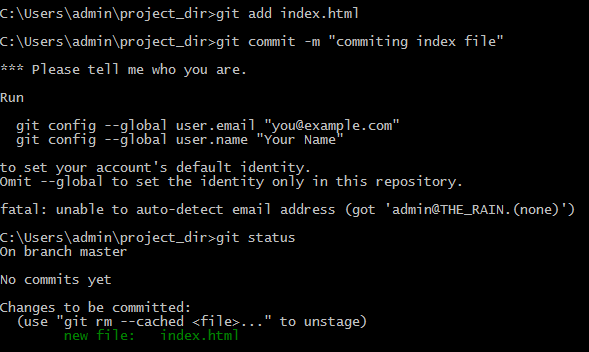 C:\Users\admin\project_dir>git add index.html
C:\Users\admin\project_dir>git commit -m "commiting index file"
*** Please tell me who you are.
Run
git config --global user.email "you@example.com"
git config --global user.name "Your Name"
to set your account's default identity.
Omit --global to set the identity only in this repository.
fatal: unable to auto-detect email address (got 'admin@THE_RAIN.(none)')
C:\Users\admin\project_dir>git status
On branch master
No commits yet
Changes to be committed:
(use "git rm --cached <file>..." to unstage)
new file:   index.html